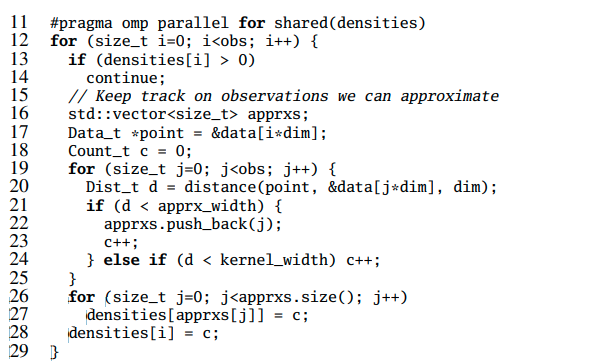 11 #pragma omp parallel for shared(densities)
12 for (size_t i=0; i<obs; i++) {
13 if (densities[i] > 0)
14 continue;
15 // Keep track on observations we can approximate
16 std::vector<size_t> apprxs;
17 Data_t *point = &data[i*dim];
18 Count_t c = 0;
19 for (size_t j=0; j<obs; j++) {
20 Dist_t d = distance(point, &data[j*dim], dim);
21 if (d < apprx_width) {
22 apprxs.push_back(j);
23 c++;
24 } else if (d < kernel_width) c++;
25 }
26 for (size_t j=0; j<apprxs.size(); j++)
27 densities[apprxs[j]] = c;
28 densities[i] = c;
29 }